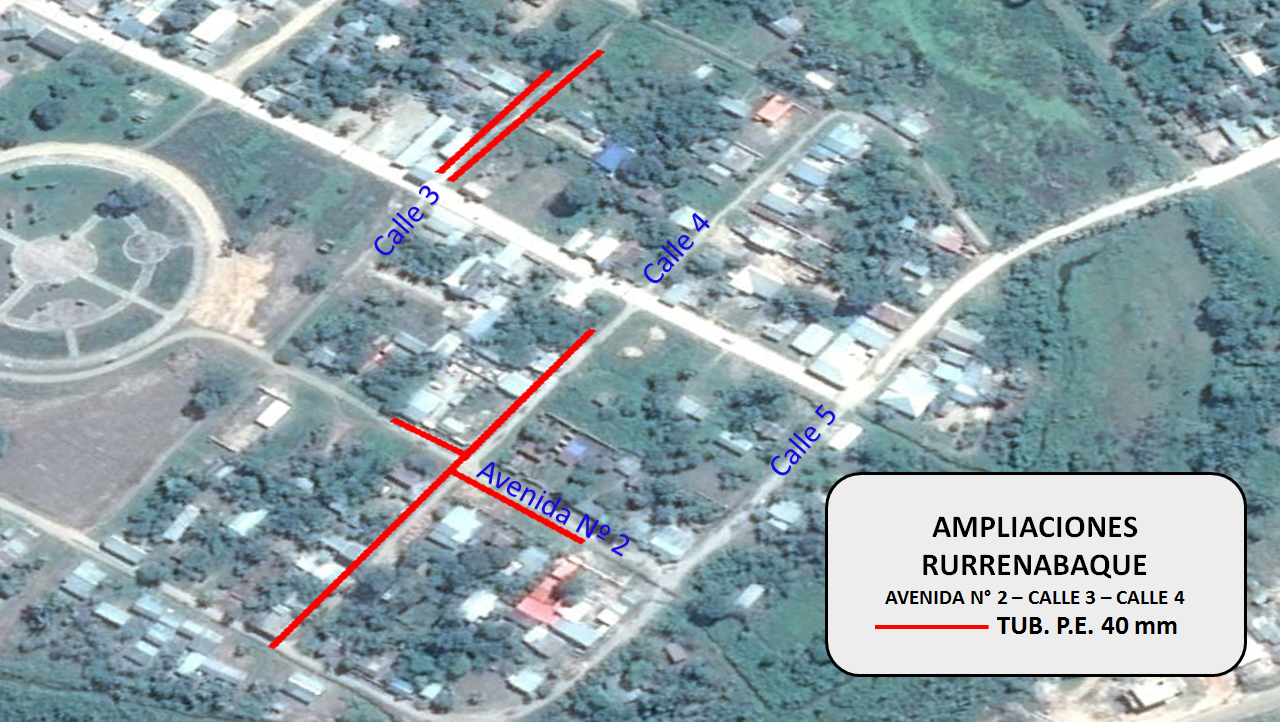 Calle 3
Calle 4
Calle 5
Avenida Nº 2
AMPLIACIONES
RURRENABAQUE
AVENIDA N° 2 – CALLE 3 – CALLE 4
TUB. P.E. 40 mm